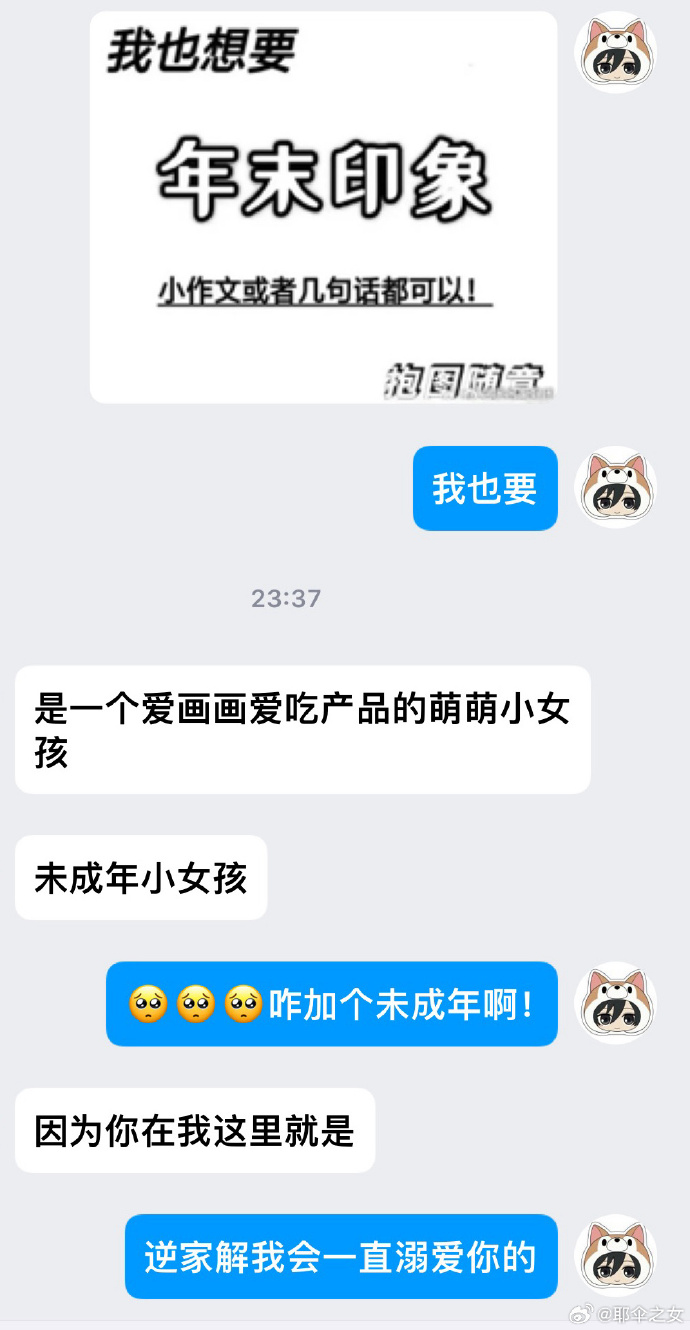 我也想要
年末印象
小作文或者几句话都可以！
抱图随意
我也要
23:37
是一个爱画画爱吃产品的萌萌小女
孩
未成年小女孩
🥺🥺🥺咋加个未成年啊！
因为你在我这里就是
逆家解我会一直溺爱你的
@耶伞之女